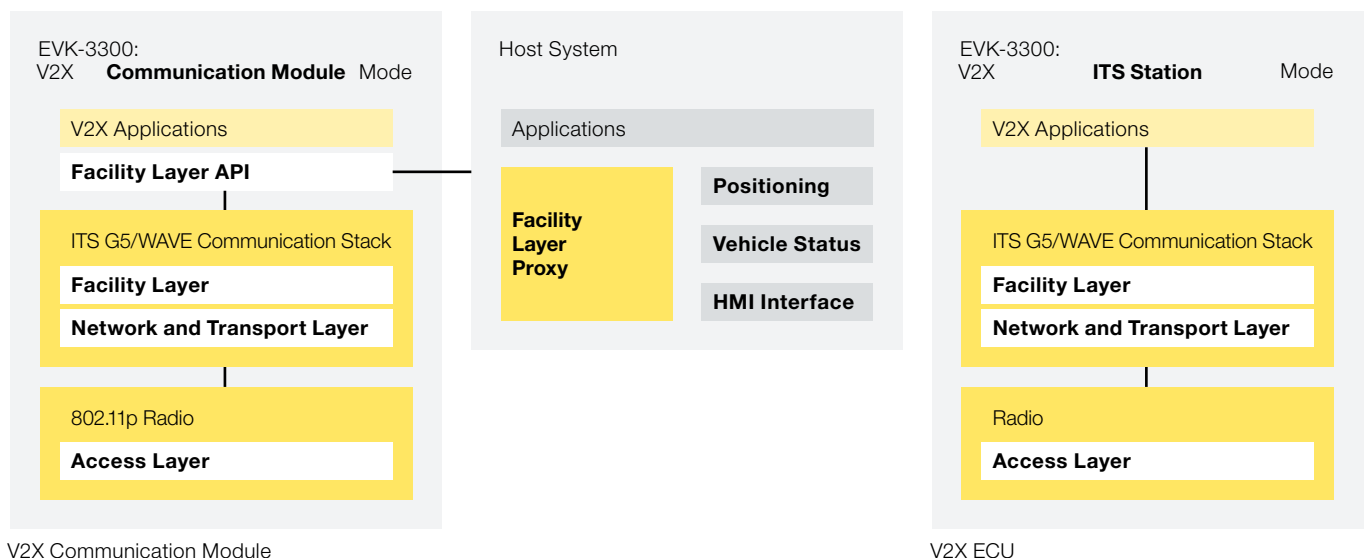 EVK-3300:
V2X Communication Module Mode
V2X Applications
Facility Layer API
ITS G5/WAVE Communication Stack
Facility Layer
Network and Transport Layer
802.11p Radio
Access Layer
V2X Communication Module
Host System
Applications
Facility
Layer
Proxy
Positioning
Vehicle Status
HMI Interface
EVK-3300:
V2X ITS Station Mode
V2X Applications
ITS G5/WAVE Communication Stack
Facility Layer
Network and Transport Layer
Radio
Access Layer
V2X ECU